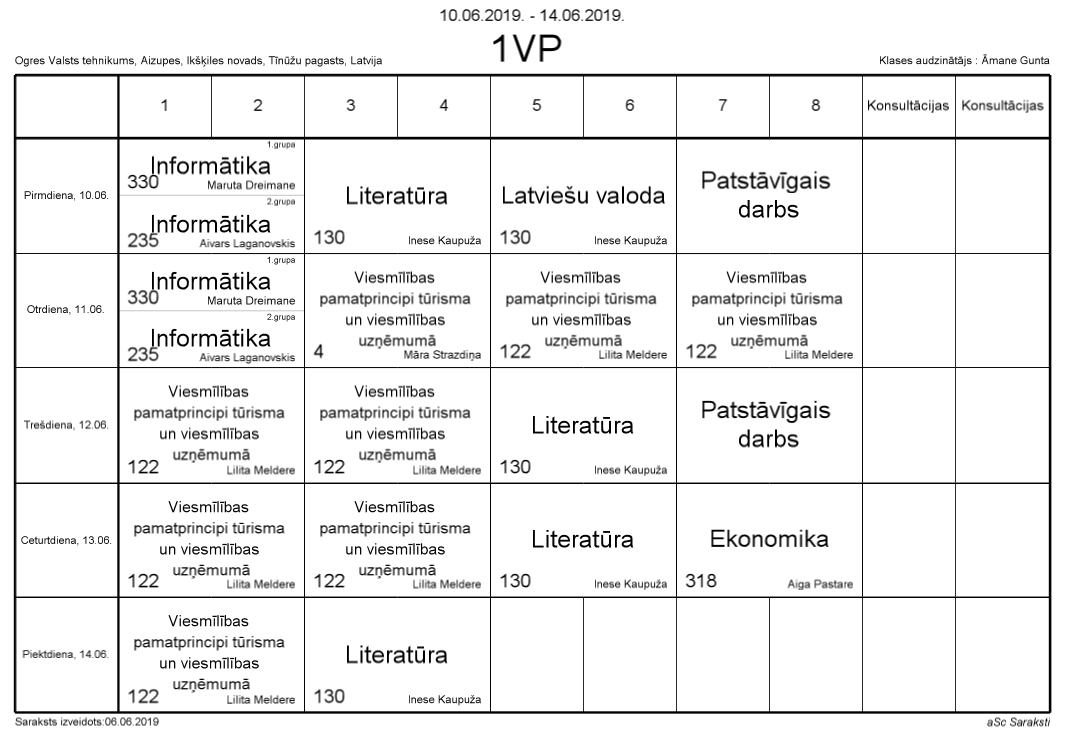 10.06.2019. - 14.06.2019.
1VP
Ogres Valsts tehnikums, Aizupes, Ikšķiles novads, Tīnūžu pagasts, Latvija
Klases audzinātājs : Āmane Gunta
1 2 3 4 5 6 7 8 Konsultācijas Konsultācijas
Pirmdiena, 10.06.
1.grupa
Informātika
330 Maruta Dreimane
2.grupa
Informātika
235 Aivars Laganovskis
Literatūra
130 Inese Kaupuža
Latviešu valoda
130 Inese Kaupuža
Patstāvīgais
darbs
Otrdiena, 11.06.
1.grupa
Informātika
330 Maruta Dreimane
2.grupa
Informātika
235 Aivars Laganovskis
Viesmīlības
pamatprincipi tūrisma
un viesmīlības
uzņēmumā
4 Māra Strazdiņa
Viesmīlības
pamatprincipi tūrisma
un viesmīlības
uzņēmumā
122 Lilita Meldere
Viesmīlības
pamatprincipi tūrisma
un viesmīlības
uzņēmumā
122 Lilita Meldere
Trešdiena, 12.06.
Viesmīlības
pamatprincipi tūrisma
un viesmīlības
uzņēmumā
122 Lilita Meldere
Viesmīlības
pamatprincipi tūrisma
un viesmīlības
uzņēmumā
122 Lilita Meldere
Literatūra
130 Inese Kaupuža
Patstāvīgais
darbs
Ceturtdiena, 13.06.
Viesmīlības
pamatprincipi tūrisma
un viesmīlības
uzņēmumā
122 Lilita Meldere
Viesmīlības
pamatprincipi tūrisma
un viesmīlības
uzņēmumā
122 Lilita Meldere
Literatūra
130 Inese Kaupuža
Ekonomika
318 Aiga Pastare
Piektdiena, 14.06.
Viesmīlības
pamatprincipi tūrisma
un viesmīlības
uzņēmumā
122 Lilita Meldere
Literatūra
130 Inese Kaupuža
Saraksts izveidots:06.06.2019
aSc Saraksti